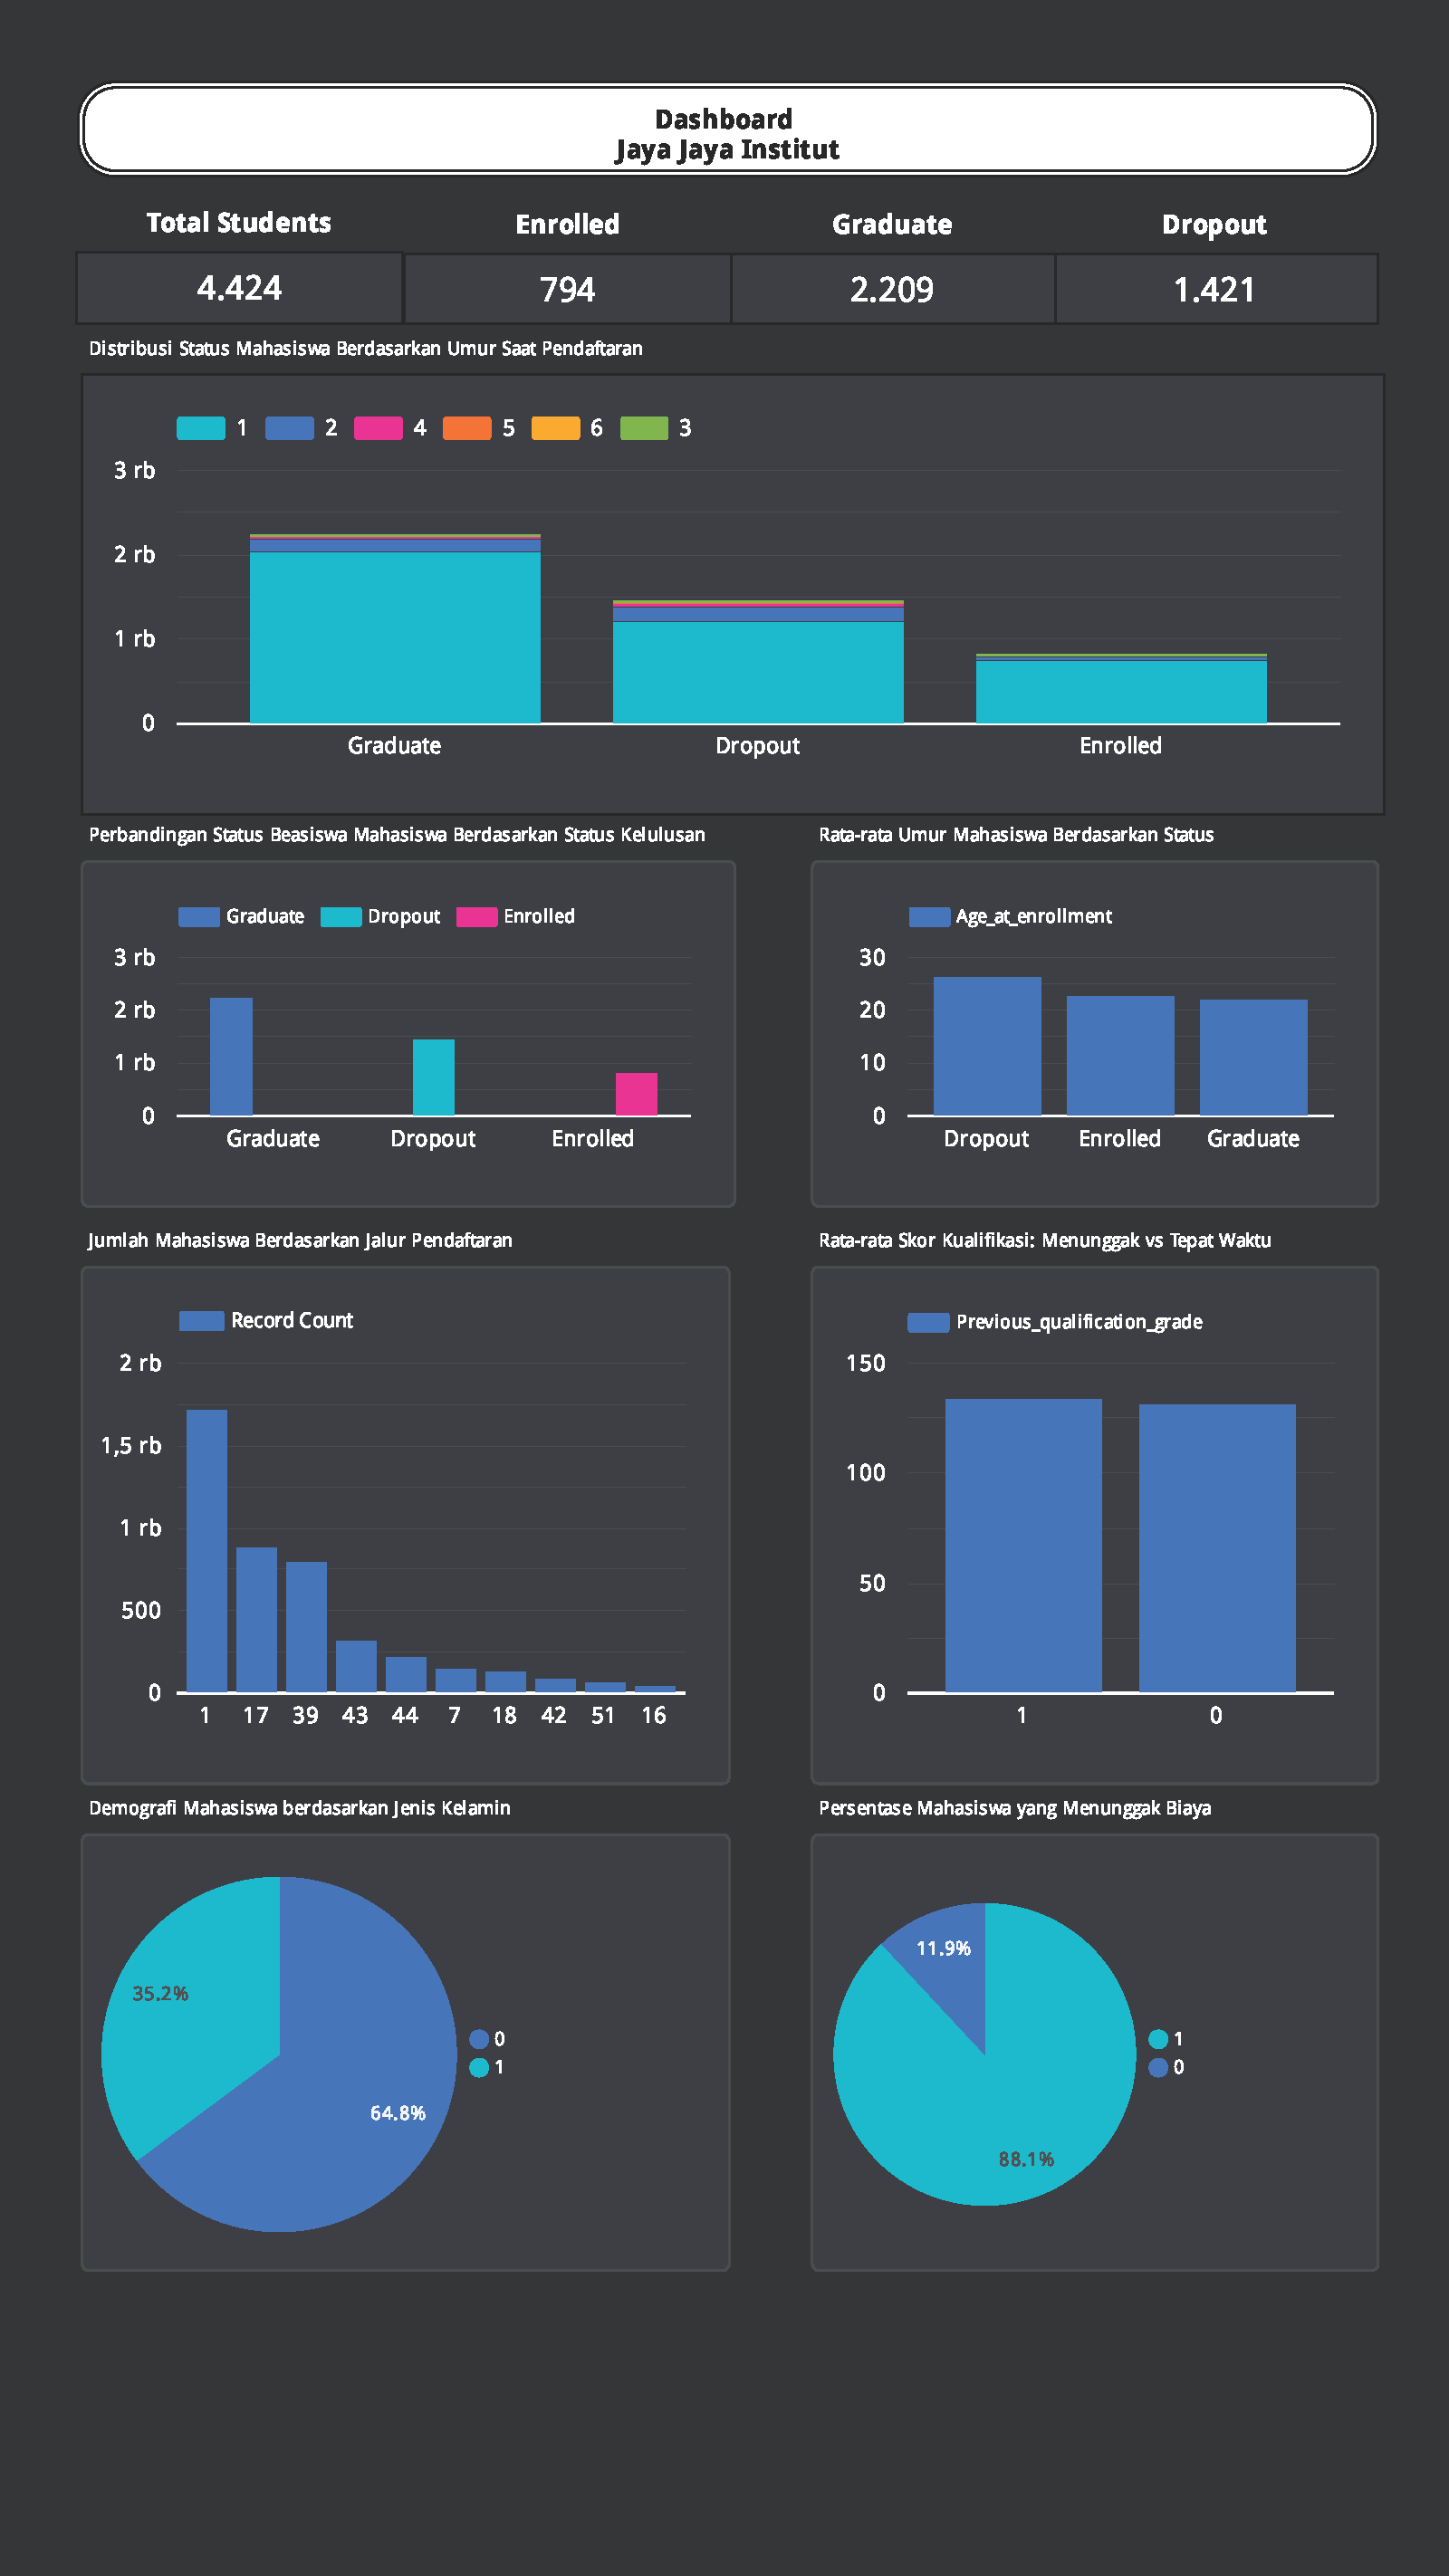 Dashboard
Jaya Jaya Institut
Total Students
Enrolled
Graduate
Dropout
4.424
794
2.209
1.421
Distribusi Status Mahasiswa Berdasarkan Umur Saat Pendaftaran
1 2 4 5 6 3
3 rb
2 rb
1 rb
0
Graduate Dropout Enrolled
Perbandingan Status Beasiswa Mahasiswa Berdasarkan Status Kelulusan
Graduate Dropout Enrolled
3 rb
2 rb
1 rb
0
Graduate Dropout Enrolled
Rata-rata Umur Mahasiswa Berdasarkan Status
Age_at_enrollment
30
20
10
0
Dropout Enrolled Graduate
Jumlah Mahasiswa Berdasarkan Jalur Pendaftaran
Record Count
2 rb
1,5 rb
1 rb
500
0
1 17 39 43 44 7 18 42 51 16
Rata-rata Skor Kualifikasi: Menunggak vs Tepat Waktu
Previous_qualification_grade
150
100
50
0
1 0
Demografi Mahasiswa berdasarkan Jenis Kelamin
35.2%
64.8%
0
1
Persentase Mahasiswa yang Menunggak Biaya
11.9%
88.1%
1
0